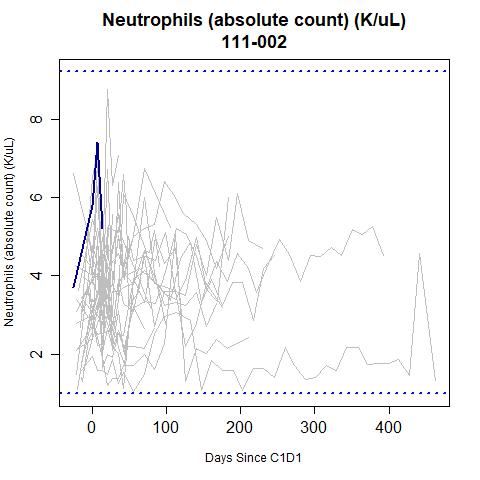 Neutrophils (absolute count) (K/uL)
111-002
Neutrophils (absolute count) (K/uL)
8
6
4
2
0 100 200 300 400
Days Since C1D1